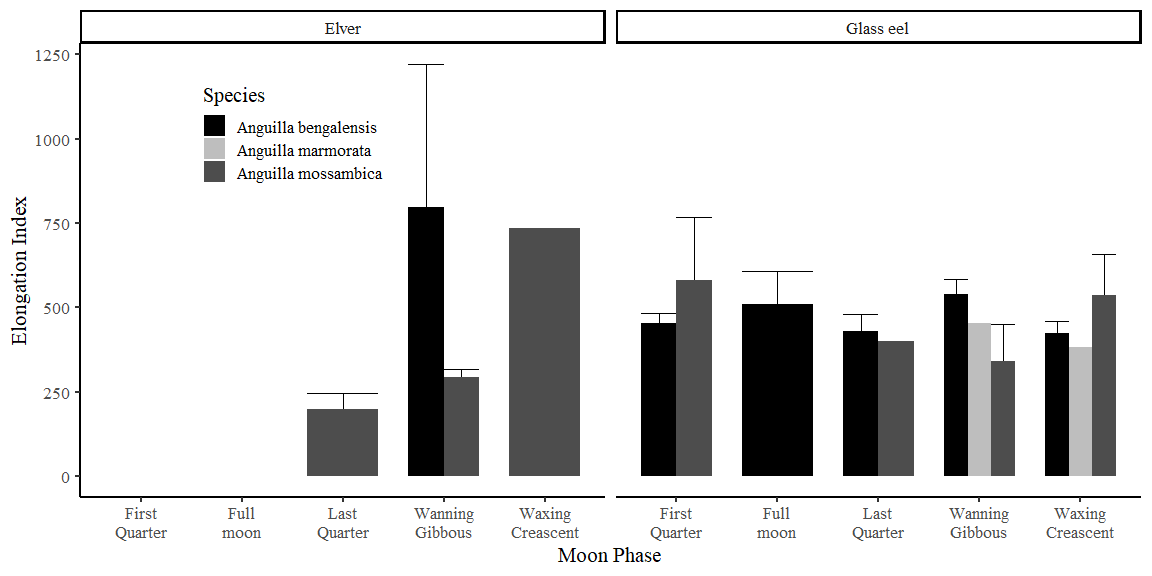 Elver
Glass eel
Elongation Index
1250
1000
750
500
250
0
Species
Anguilla bengalensis
Anguilla marmorata
Anguilla mossambica
First
Quarter
Full
moon
Last
Quarter
Wanning
Gibbous
Waxing
Creascent
First
Quarter
Full
moon
Last
Quarter
Wanning
Gibbous
Waxing
Creascent
Moon Phase